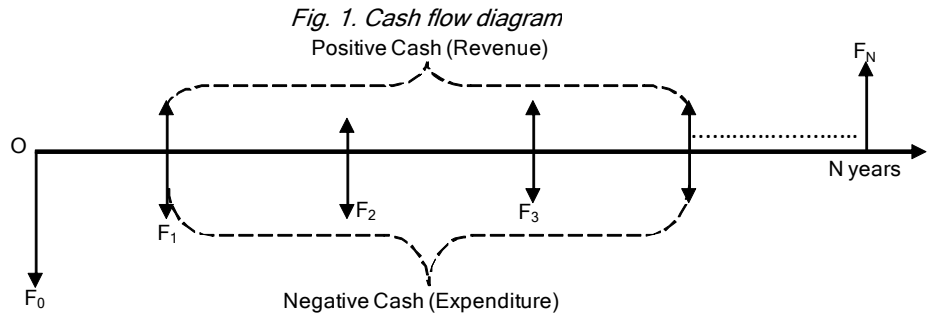 Fig. 1. Cash flow diagram
Positive Cash (Revenue)
F_N
O
N years
F_1
F_2
F_3
F_0
Negative Cash (Expenditure)